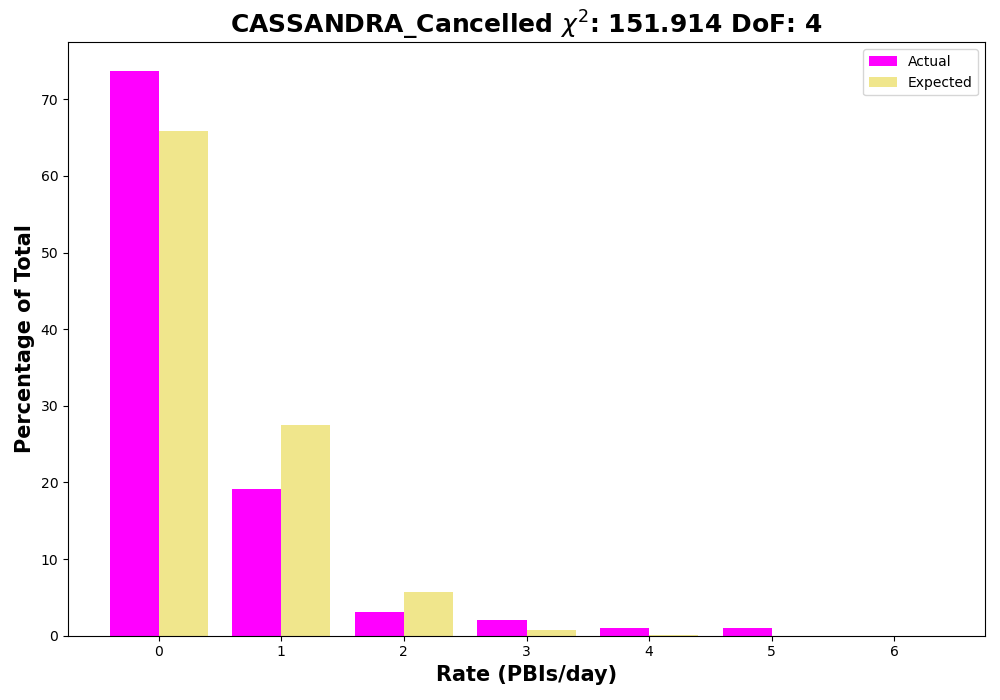 CASSANDRA_Cancelled χ²: 151.914 DoF: 4
Actual
Expected
Percentage of Total
70
60
50
40
30
20
10
0
0 1 2 3 4 5 6
Rate (PBIs/day)